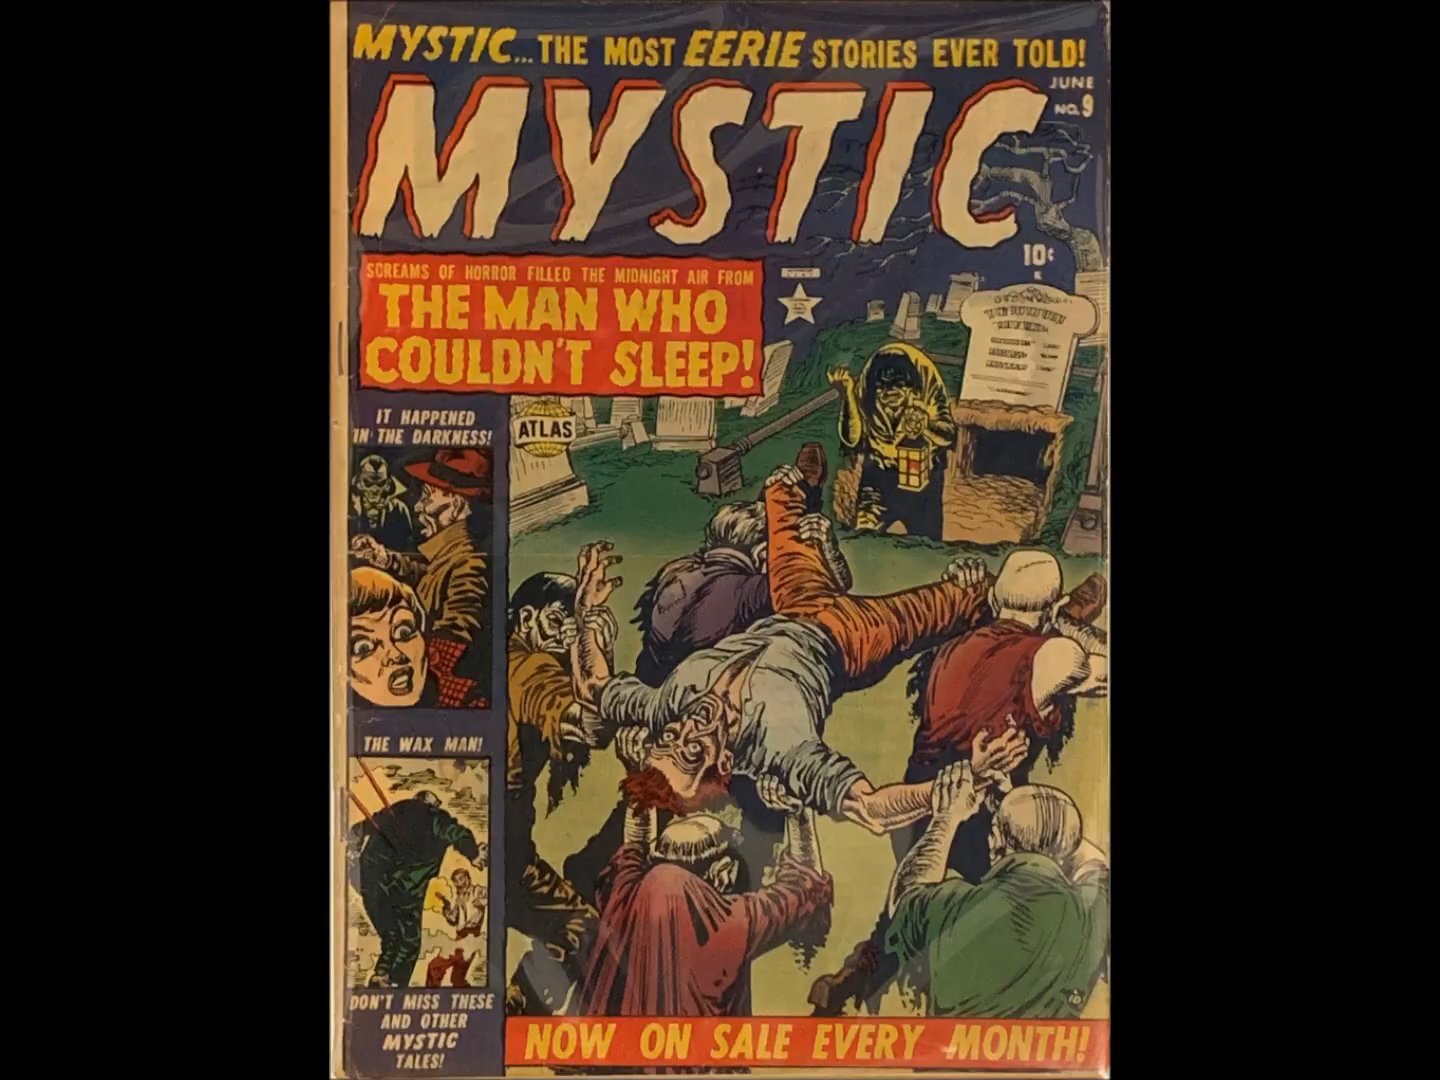 MYSTIC...THE MOST EERIE STORIES EVER TOLD!
MYSTIC
JUNE
NO. 9
10¢
SCREAMS OF HORROR FILLED THE MIDNIGHT AIR FROM
THE MAN WHO
COULDN'T SLEEP!
IT HAPPENED
IN THE DARKNESS!
ATLAS
THE WAX MAN!
DON'T MISS THESE
AND OTHER
MYSTIC
TALES!
NOW ON SALE EVERY MONTH!